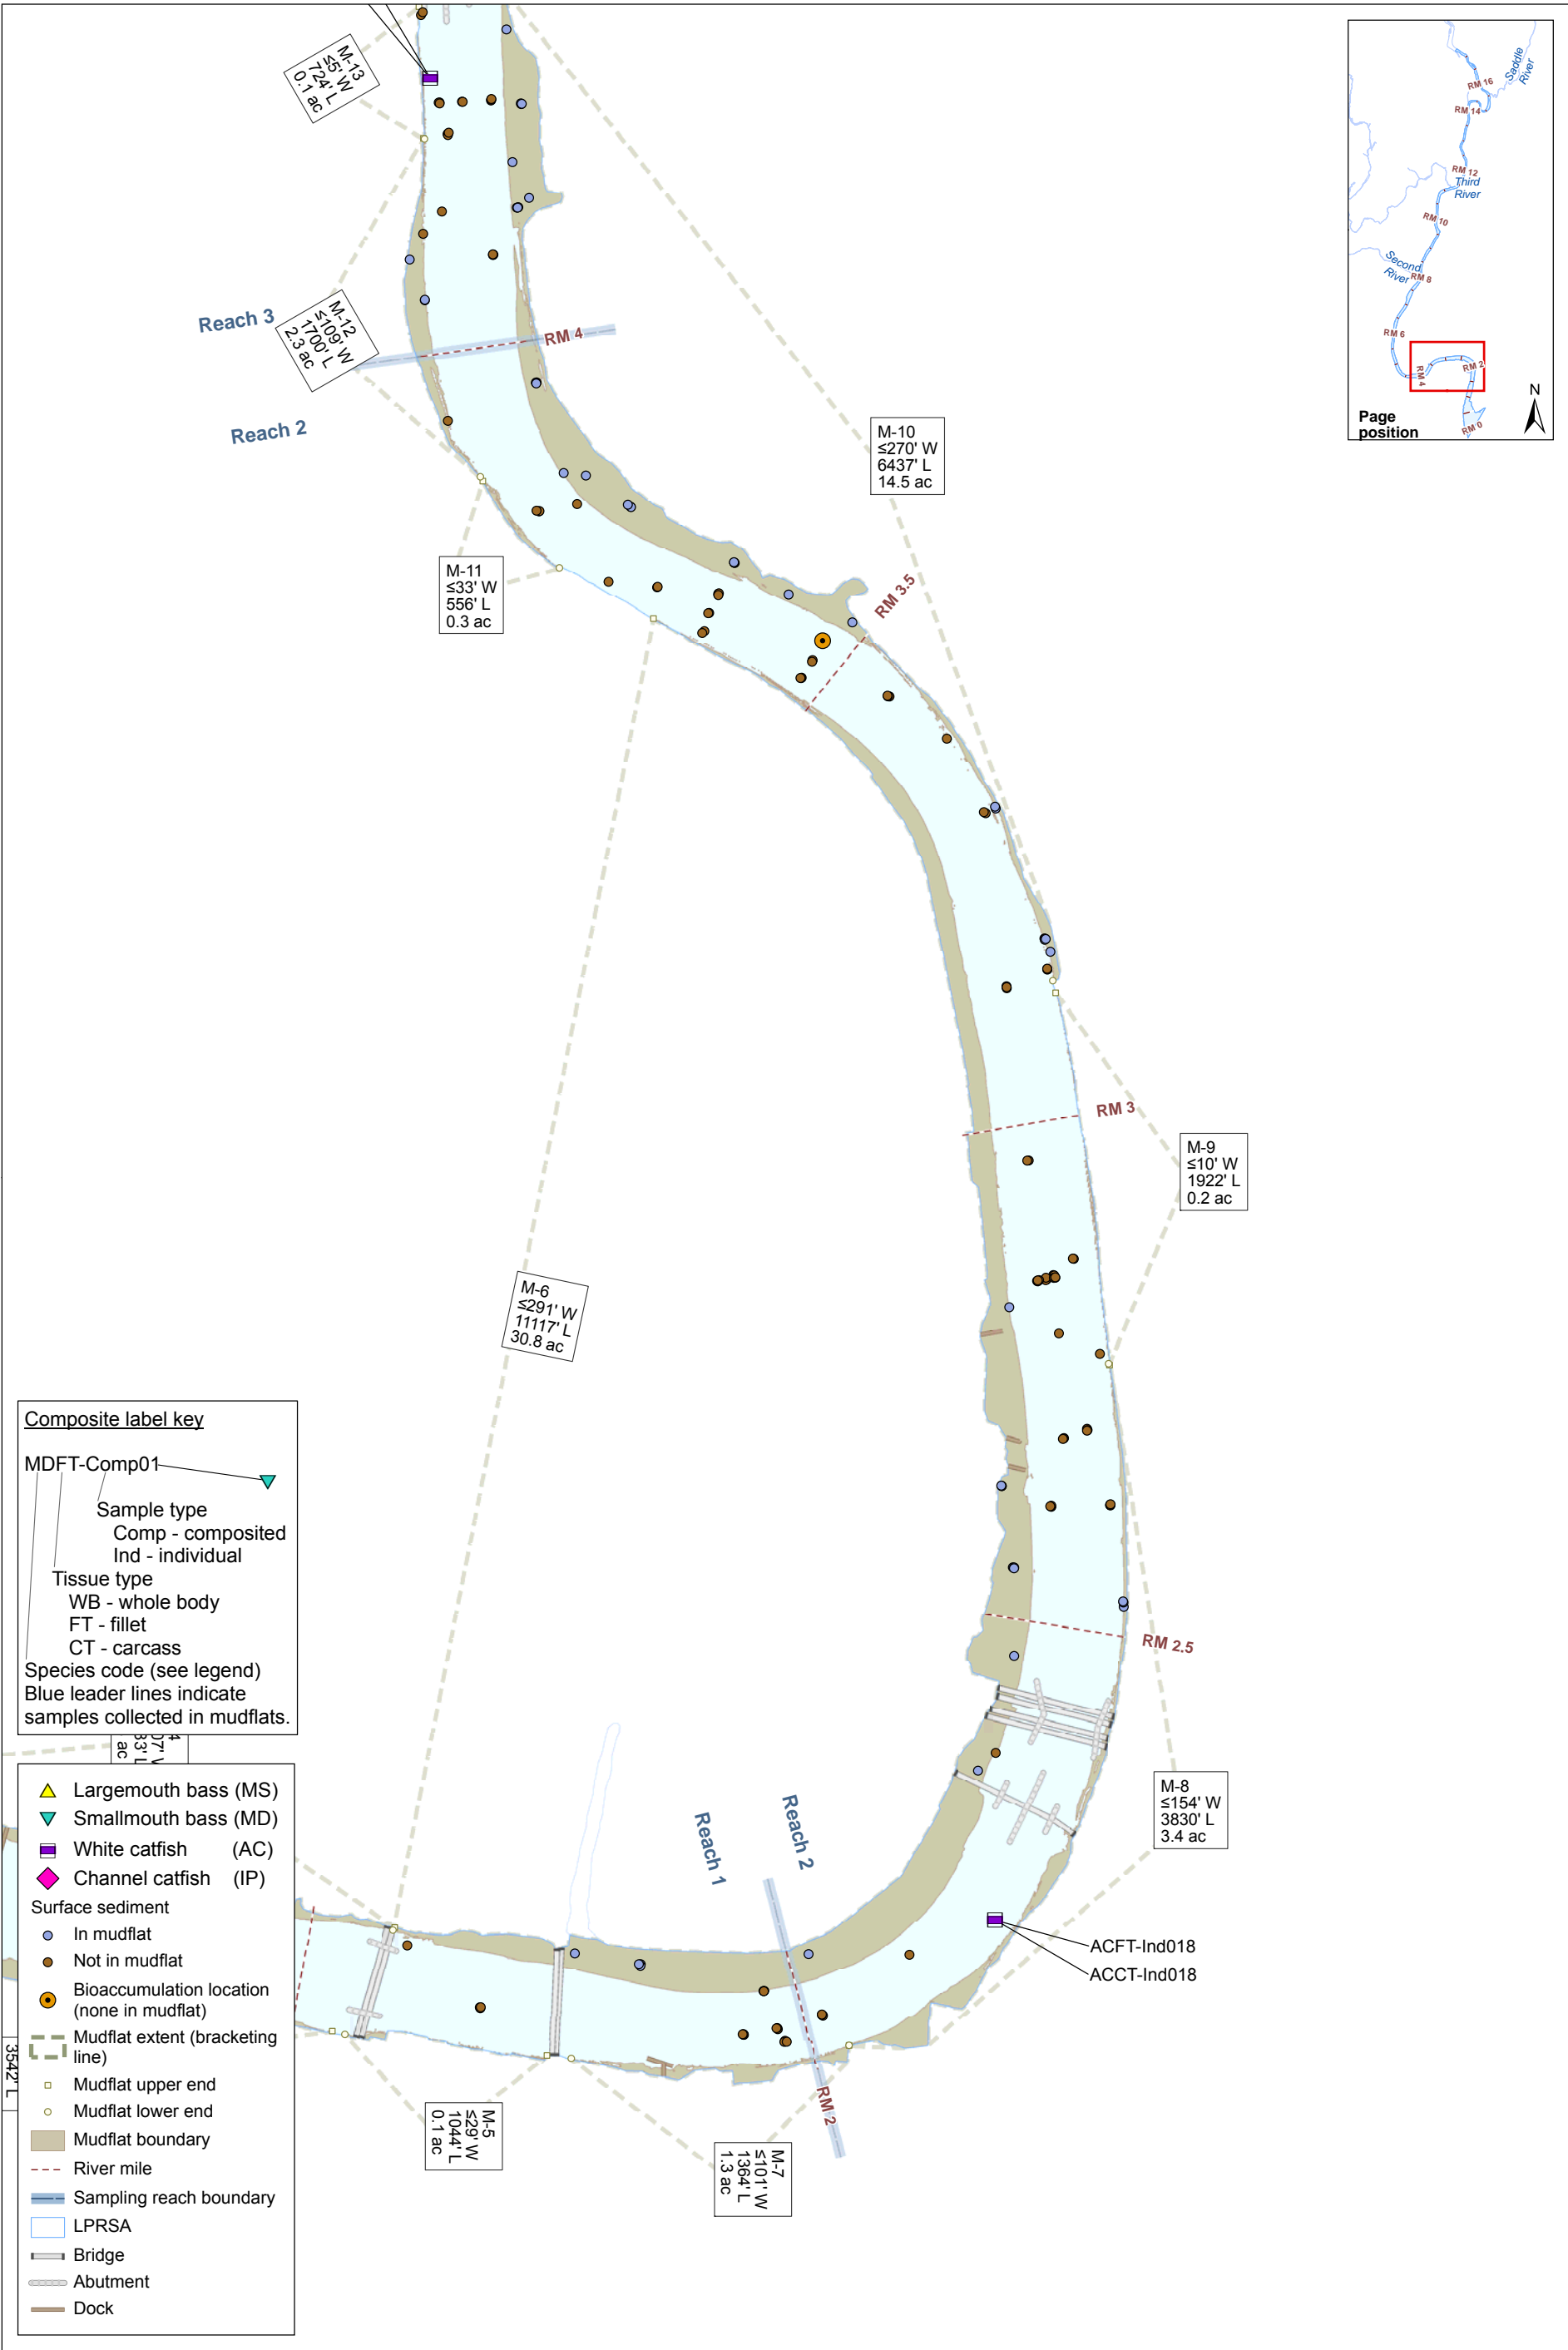 M-13
≤5' W
724' L
0.1 ac
Saddle
River
RM 16
RM 14
RM 12
Third
River
RM 10
Second
River
RM 8
RM 6
RM 4
RM 2
RM 0
N
Page
position
Reach 3
M-12
≤109' W
1700' L
2.3 ac
RM 4
Reach 2
M-10
≤270' W
6437' L
14.5 ac
M-11
≤33' W
556' L
0.3 ac
RM 3.5
RM 3
M-9
≤10' W
1922' L
0.2 ac
M-6
≤291' W
11117' L
30.8 ac
Composite label key
MDFT-Comp01
Sample type
Comp - composited
Ind - individual
Tissue type
WB - whole body
FT - fillet
CT - carcass
Species code (see legend)
Blue leader lines indicate
samples collected in mudflats.
RM 2.5
4
07' W
33' L
ac
M-8
≤154' W
3830' L
3.4 ac
Largemouth bass (MS)
Smallmouth bass (MD)
White catfish (AC)
Channel catfish (IP)
Surface sediment
In mudflat
Not in mudflat
Bioaccumulation location
(none in mudflat)
Mudflat extent (bracketing
line)
Mudflat upper end
Mudflat lower end
Mudflat boundary
River mile
Sampling reach boundary
LPRSA
Bridge
Abutment
Dock
Reach 1
Reach 2
ACFT-Ind018
ACCT-Ind018
RM 2
3542' L
M-5
≤29' W
1044' L
0.1 ac
M-7
≤101' W
1364' L
1.3 ac